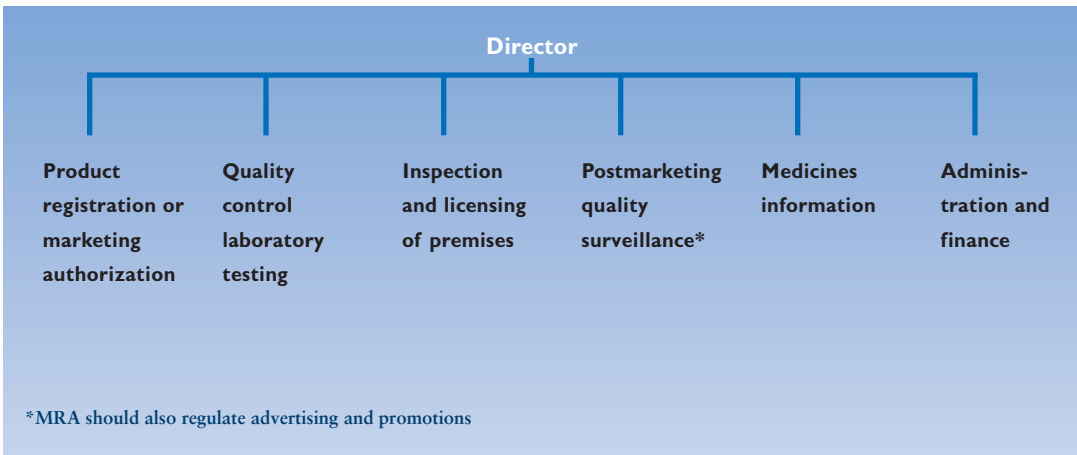 Director
Product
registration or
marketing
authorization
Quality
control
laboratory
testing
Inspection
and licensing
of premises
Postmarketing
quality
surveillance*
Medicines
information
Adminis-
tration and
finance
*MRA should also regulate advertising and promotions